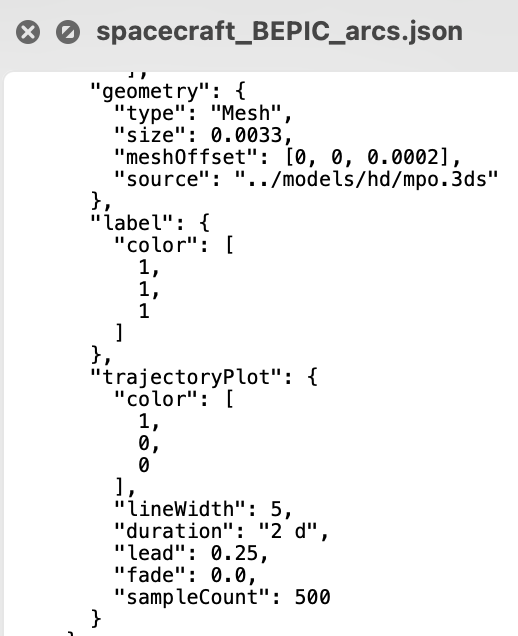 spacecraft_BEPIC_arcs.json
],
"geometry": {
"type": "Mesh",
"size": 0.0033,
"meshOffset": [0, 0, 0.0002],
"source": "../models/hd/mpo.3ds"
},
"label": {
"color": [
1,
1,
1
]
},
"trajectoryPlot": {
"color": [
1,
0,
0
],
"lineWidth": 5,
"duration": "2 d",
"lead": 0.25,
"fade": 0.0,
"sampleCount": 500
}